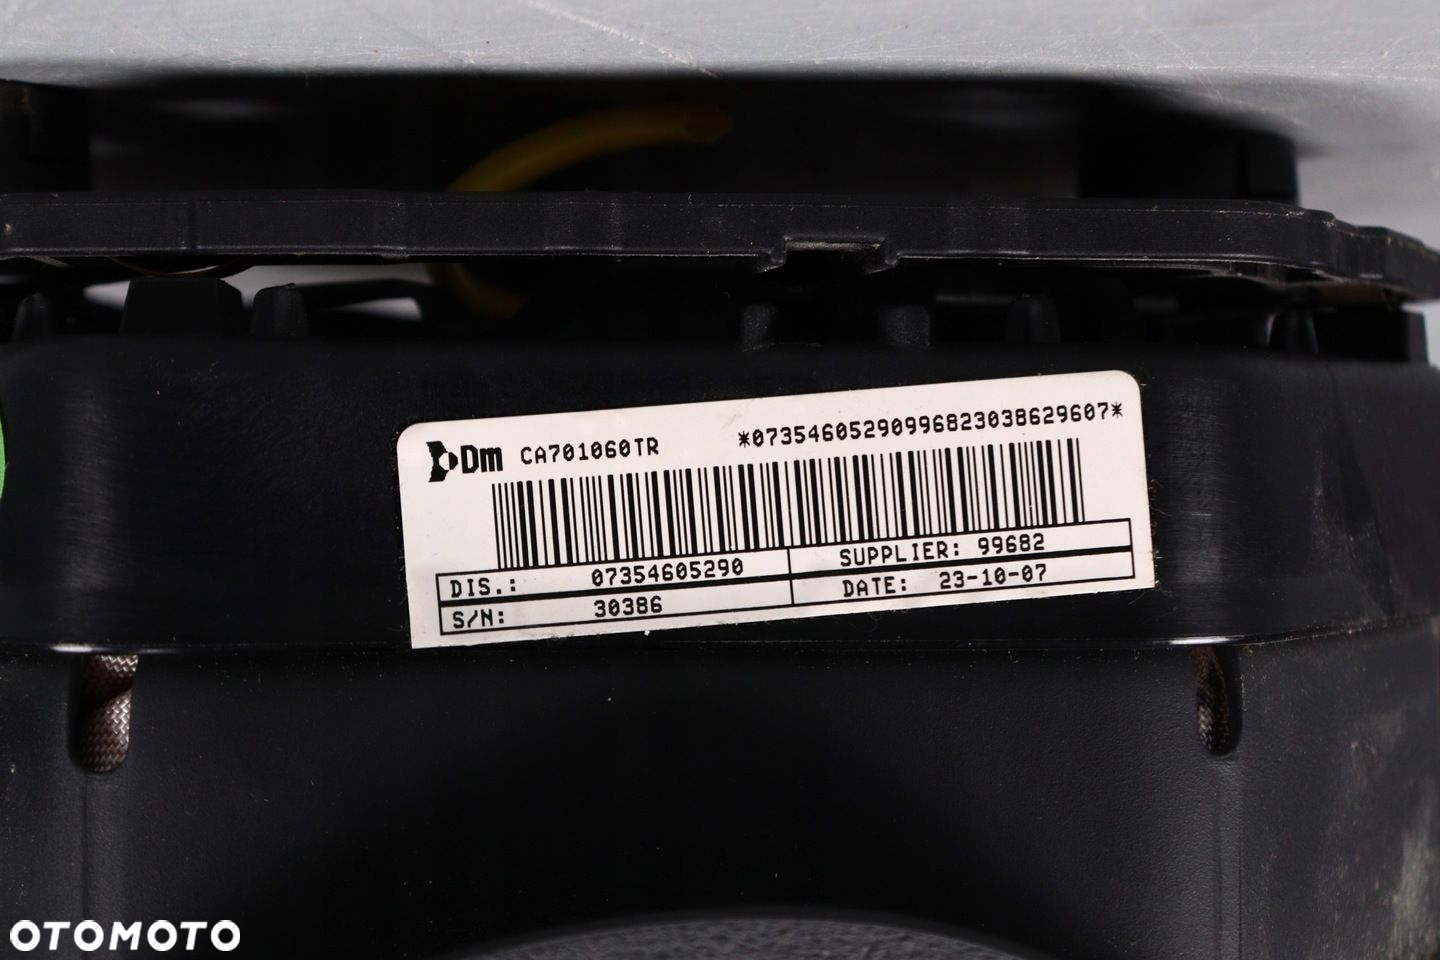 Dm CA701060TR *07354605290996823038629607*
DIS.: 07354605290 SUPPLIER: 99682
S/N: 30386 DATE: 23-10-07
OTOMOTO